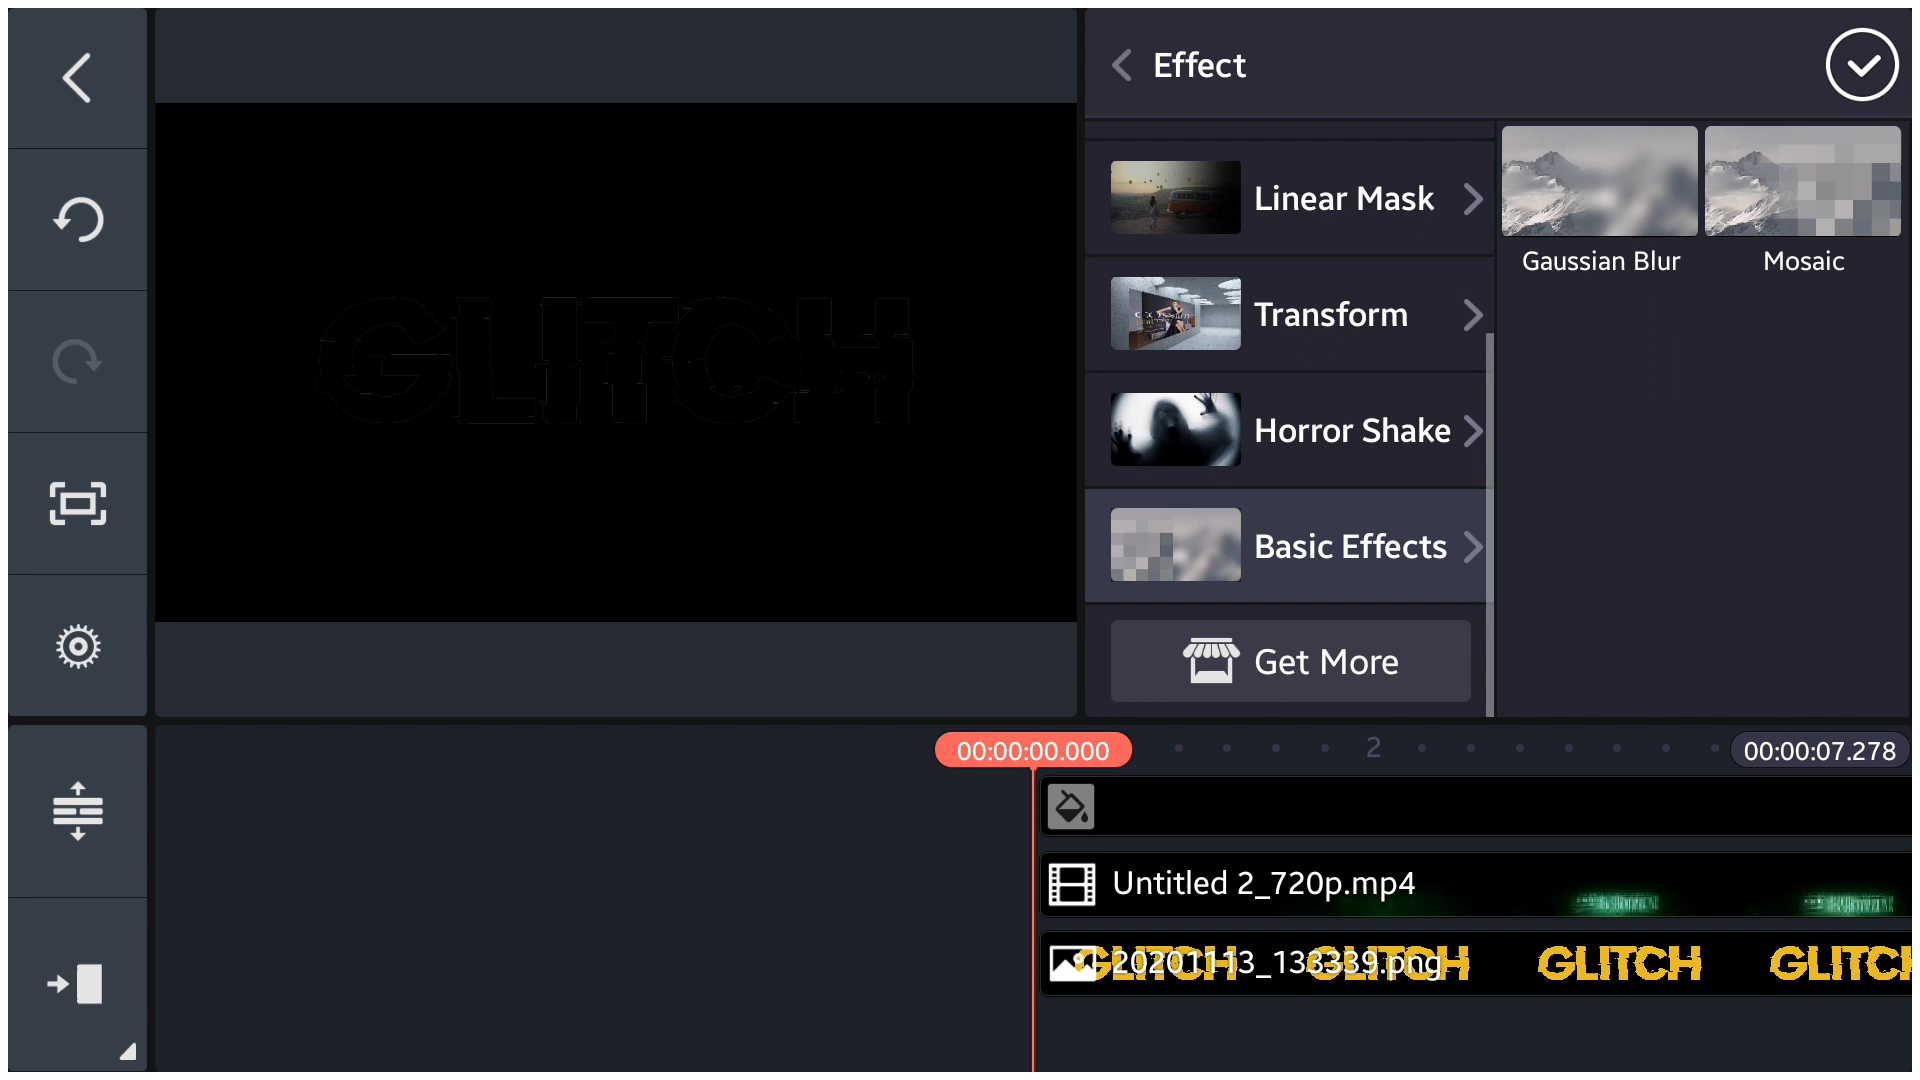 Effect
Linear Mask
Transform
Horror Shake
Basic Effects
Get More
Gaussian Blur
Mosaic
GLITCH
00:00:00.000
2
00:00:07.278
Untitled 2_720p.mp4
20201113_133339.png
GLITCH GLITCH GLITCH GLITCH